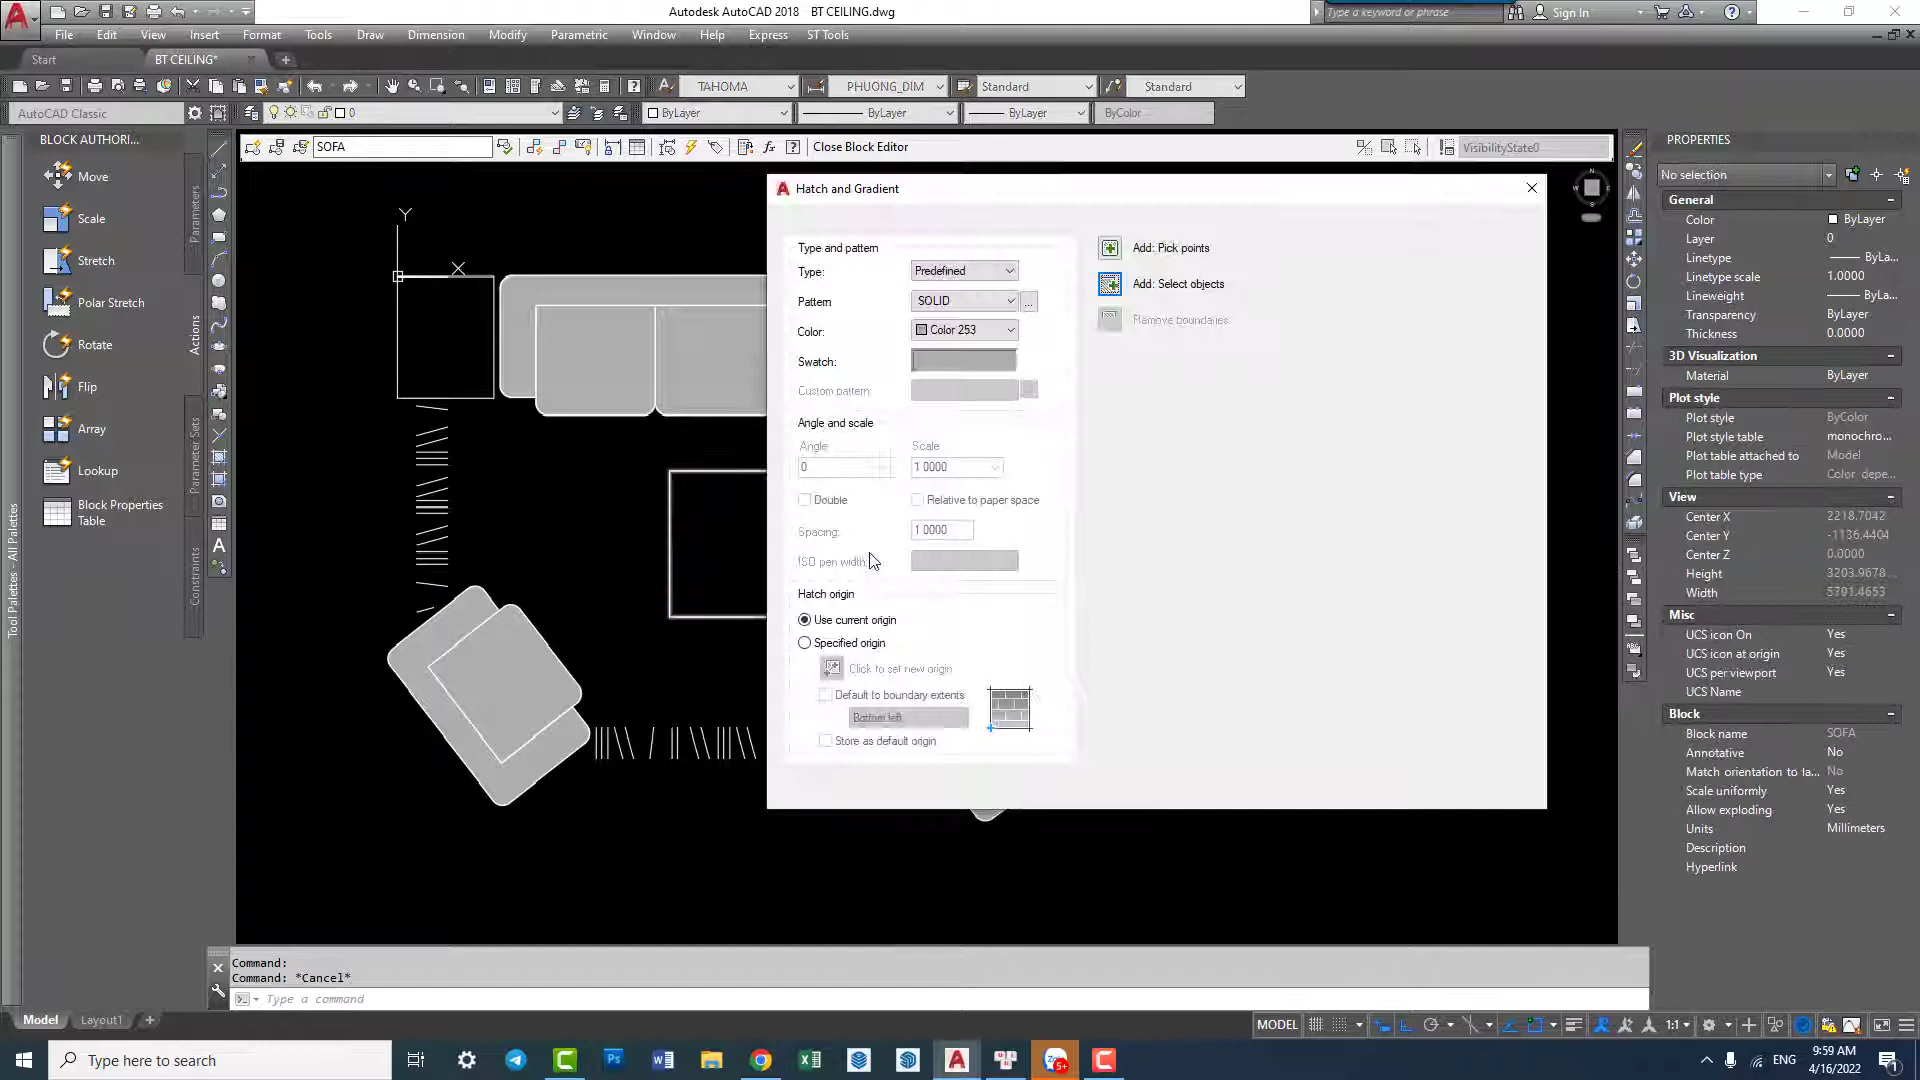 Autodesk AutoCAD 2018 BT CEILING.dwg
Type a keyword or phrase
Sign In
File Edit View Insert Format Tools Draw Dimension Modify Parametric Window Help Express ST Tools
Start
BT CEILING*
TAHOMA
PHUONG_DIM
Standard
Standard
AutoCAD Classic
0
ByLayer
ByLayer
ByLayer
ByColor
BLOCK AUTHORI...
Move
Scale
Stretch
Polar Stretch
Rotate
Flip
Array
Lookup
Block Properties
Table
Parameters
Actions
Parameter Sets
Constraints
Tool Palettes - All Palettes
SOFA
Close Block Editor
VisibilityState0
Y
X
N
W
S
Hatch and Gradient
Type and pattern
Type:
Predefined
Pattern
SOLID
...
Color:
Color 253
Swatch:
Custom pattern:
Angle and scale
Angle:
Scale
0
1.0000
Double
Relative to paper space
Spacing:
1.0000
ISO pen width:
Hatch origin
Use current origin
Specified origin
Click to set new origin
Default to boundary extents
Bottom left
Store as default origin
Add: Pick points
Add: Select objects
Remove boundaries
PROPERTIES
No selection
General
Color ByLayer
Layer 0
Linetype ByLa...
Linetype scale 1.0000
Lineweight ByLa...
Transparency ByLayer
Thickness 0.0000
3D Visualization
Material ByLayer
Plot style
Plot style ByColor
Plot style table monochro...
Plot table attached to Model
Plot table type Color depe...
View
Center X 2218.7042
Center Y -1136.4404
Center Z 0.0000
Height 3203.9678
Width 5701.4653
Misc
UCS icon On Yes
UCS icon at origin Yes
UCS per viewport Yes
UCS Name
Block
Block name SOFA
Annotative No
Match orientation to la... No
Scale uniformly Yes
Allow exploding Yes
Units Millimeters
Description
Hyperlink
Command:
Command: *Cancel*
Type a command
Model
Layout1
MODEL
1:1
Type here to search
ENG
9:59 AM
4/16/2022